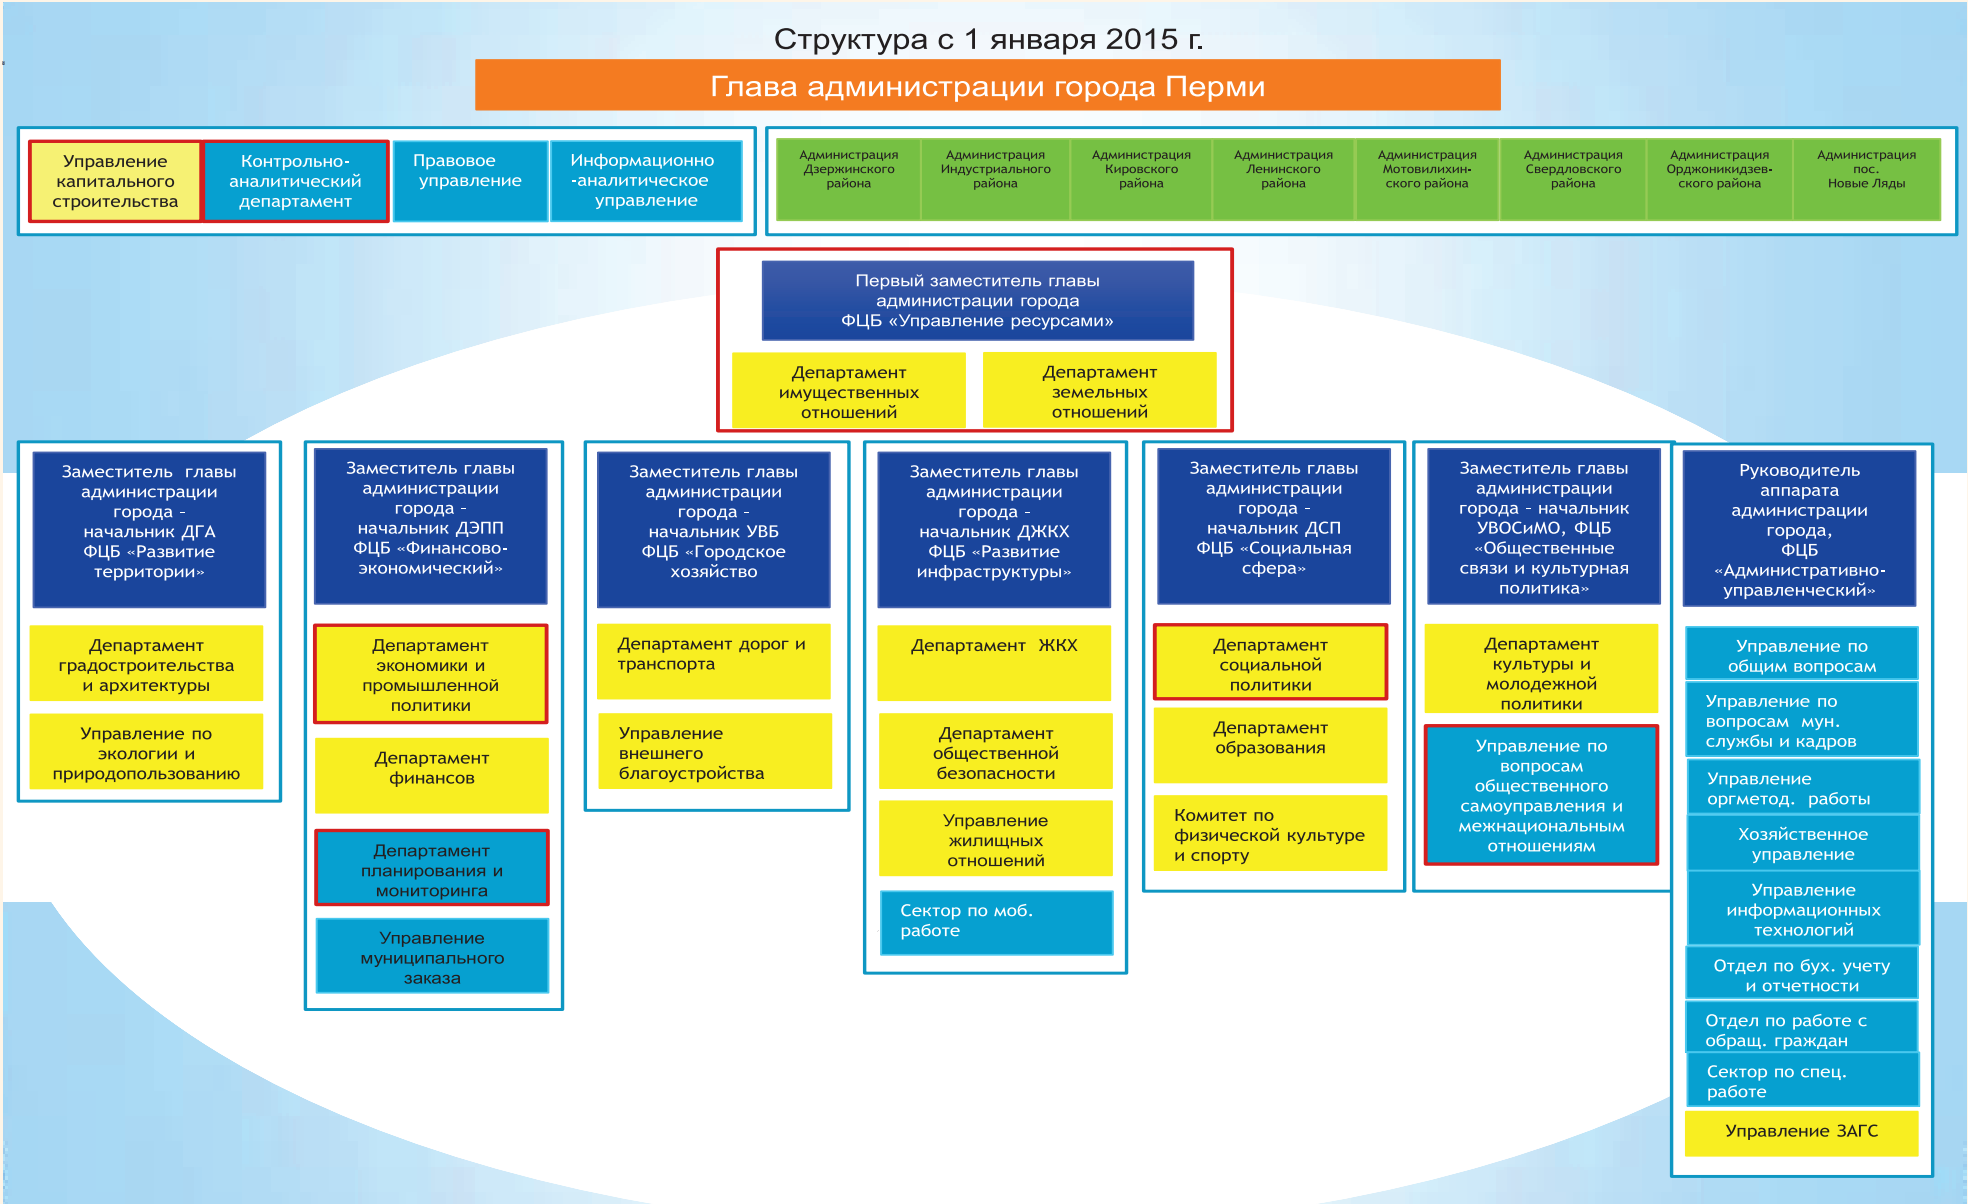 Структура с 1 января 2015 г.
Глава администрации города Перми
Управление
капитального
строительства
Контрольно-
аналитический
департамент
Правовое
управление
Информационно
-аналитическое
управление
Администрация
Дзержинского
района
Администрация
Индустриального
района
Администрация
Кировского
района
Администрация
Ленинского
района
Администрация
Мотовилихин-
ского района
Администрация
Свердловского
района
Администрация
Орджоникидзев-
ского района
Администрация
пос.
Новые Ляды
Первый заместитель главы
администрации города
ФЦБ «Управление ресурсами»
Департамент
имущественных
отношений
Департамент
земельных
отношений
Заместитель главы
администрации
города -
начальник ДГА
ФЦБ «Развитие
территории»
Департамент
градостроительства
и архитектуры
Управление по
экологии и
природопользованию
Заместитель главы
администрации
города -
начальник ДЭПП
ФЦБ «Финансово-
экономический»
Департамент
экономики и
промышленной
политики
Департамент
финансов
Департамент
планирования и
мониторинга
Управление
муниципального
заказа
Заместитель главы
администрации
города -
начальник УВБ
ФЦБ «Городское
хозяйство
Департамент дорог и
транспорта
Управление
внешнего
благоустройства
Заместитель главы
администрации
города -
начальник ДЖКХ
ФЦБ «Развитие
инфраструктуры»
Департамент ЖКХ
Департамент
общественной
безопасности
Управление
жилищных
отношений
Сектор по моб.
работе
Заместитель главы
администрации
города -
начальник ДСП
ФЦБ «Социальная
сфера»
Департамент
социальной
политики
Департамент
образования
Комитет по
физической культуре
и спорту
Заместитель главы
администрации
города - начальник
УВОСиМО, ФЦБ
«Общественные
связи и культурная
политика»
Департамент
культуры и
молодежной
политики
Управление по
вопросам
общественного
самоуправления и
межнациональным
отношениям
Руководитель
аппарата
администрации
города,
ФЦБ
«Административно-
управленческий»
Управление по
общим вопросам
Управление по
вопросам мун.
службы и кадров
Управление
оргметод. работы
Хозяйственное
управление
Управление
информационных
технологий
Отдел по бух. учету
и отчетности
Отдел по работе с
обращ. граждан
Сектор по спец.
работе
Управление ЗАГС